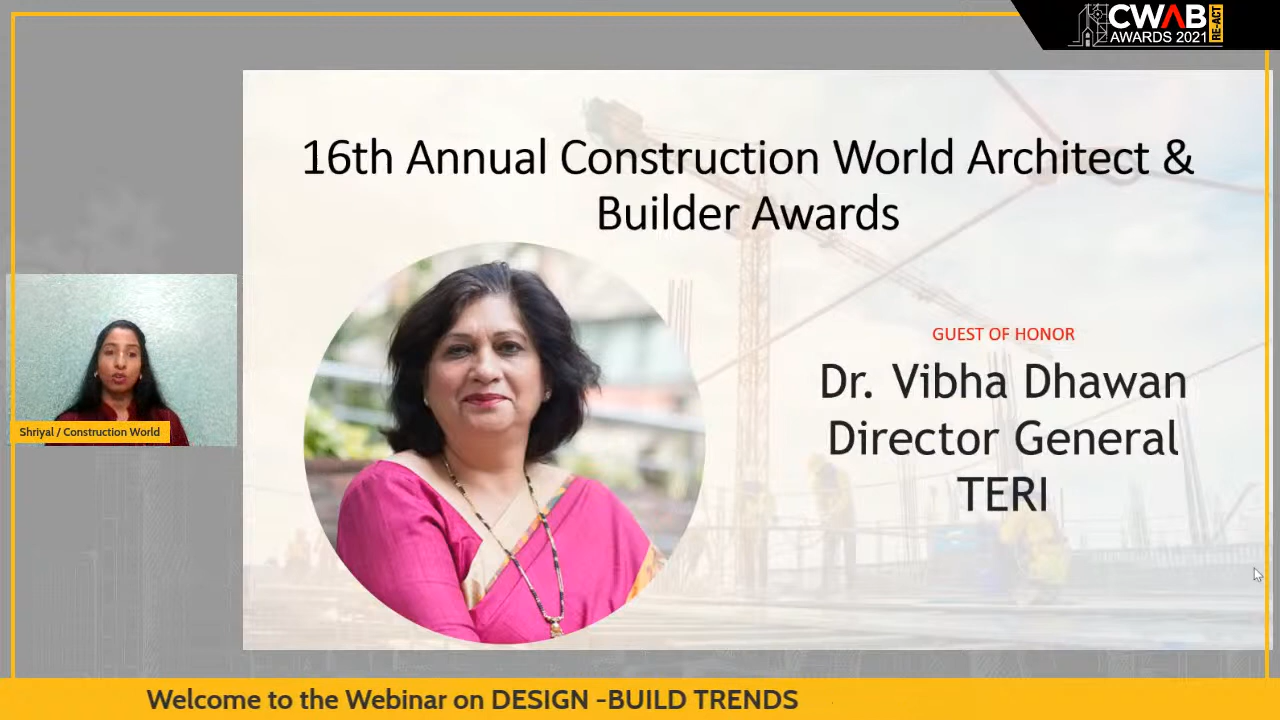 CWAB
AWARDS 2021
RE-ACT
16th Annual Construction World Architect &
Builder Awards
GUEST OF HONOR
Dr. Vibha Dhawan
Director General
TERI
Shriyal / Construction World
Welcome to the Webinar on DESIGN -BUILD TRENDS